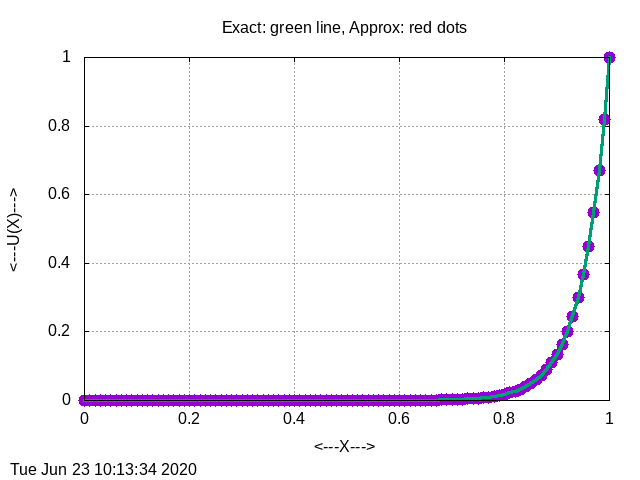 Exact: green line, Approx: red dots
1
0.8
0.6
0.4
0.2
0
<---U(X)--->
0 0.2 0.4 0.6 0.8 1
<---X--->
Tue Jun 23 10:13:34 2020